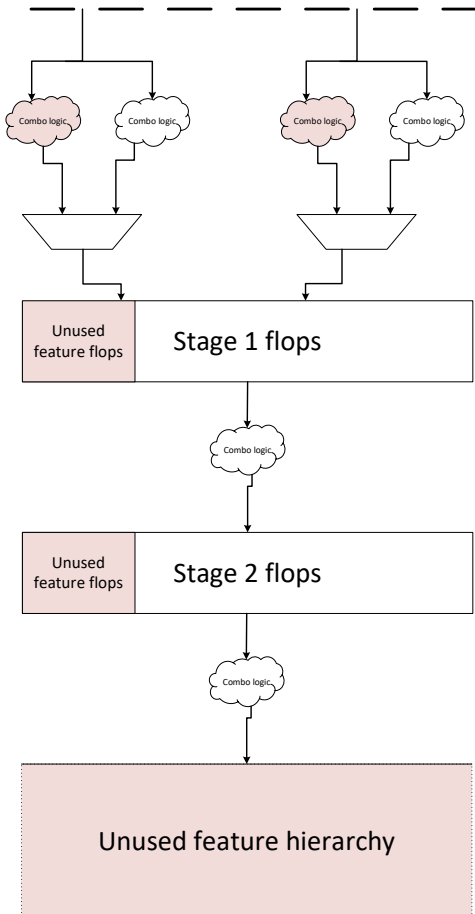 Combo logic
Combo logic
Combo logic
Combo logic
Unused
feature flops
Stage 1 flops
Combo logic
Unused
feature flops
Stage 2 flops
Combo logic
Unused feature hierarchy